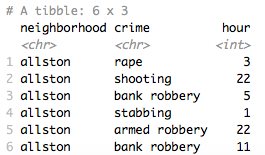 # A tibble: 6 x 3
neighborhood crime hour
<chr> <chr> <int>
1 allston rape 3
2 allston shooting 22
3 allston bank robbery 5
4 allston stabbing 1
5 allston armed robbery 22
6 allston bank robbery 11